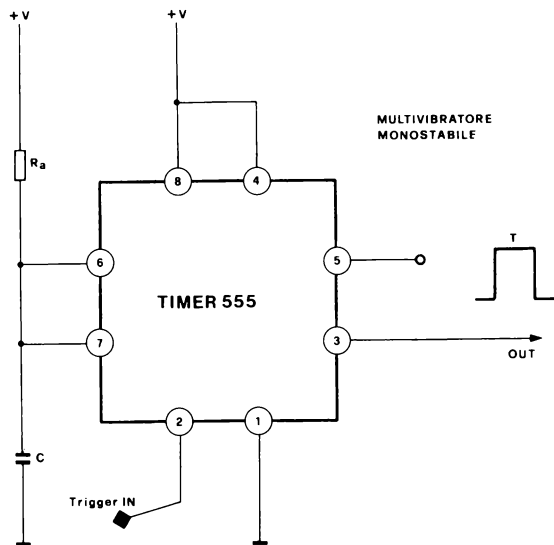 +V
+V
MULTIVIBRATORE
MONOSTABILE
Ra
8
4
6
5
T
TIMER 555
7
3
OUT
2
1
C
Trigger IN